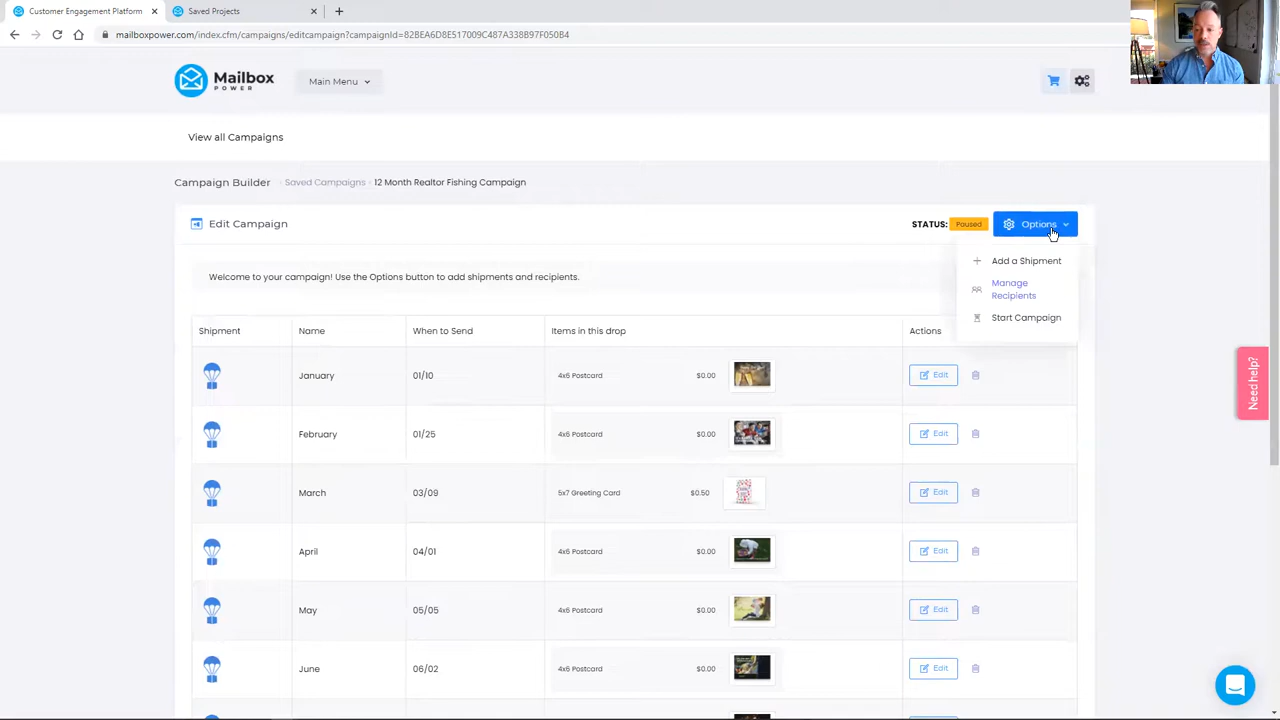 Customer Engagement Platform
Saved Projects
mailboxpower.com/index.cfm/campaigns/editcampaign?campaignId=82BEA6D8E517009C487A338B97F050B4
Mailbox
POWER
Main Menu
View all Campaigns
Campaign Builder
Saved Campaigns
12 Month Realtor Fishing Campaign
Edit Campaign
STATUS: Paused
Options
Add a Shipment
Manage
Recipients
Start Campaign
Welcome to your campaign! Use the Options button to add shipments and recipients.
Shipment Name When to Send Items in this drop Actions
January 01/10 4x6 Postcard $0.00 Edit
February 01/25 4x6 Postcard $0.00 Edit
March 03/09 5x7 Greeting Card $0.50 Edit
April 04/01 4x6 Postcard $0.00 Edit
May 05/05 4x6 Postcard $0.00 Edit
June 06/02 4x6 Postcard $0.00 Edit
Need help?